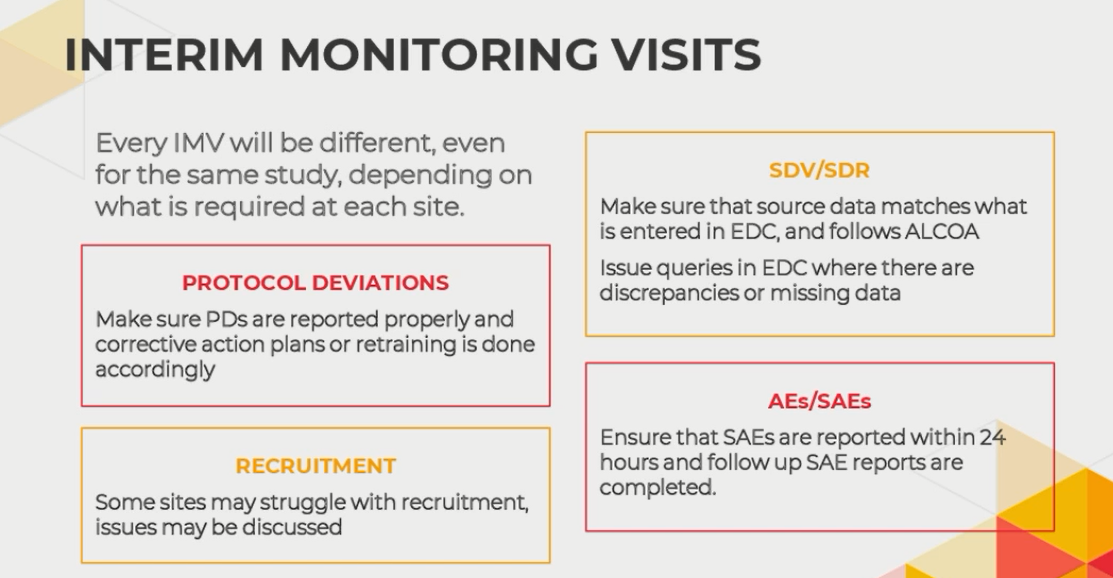 INTERIM MONITORING VISITS
Every IMV will be different, even
for the same study, depending on
what is required at each site.
PROTOCOL DEVIATIONS
Make sure PDs are reported properly and
corrective action plans or retraining is done
accordingly
RECRUITMENT
Some sites may struggle with recruitment,
issues may be discussed
SDV/SDR
Make sure that source data matches what
is entered in EDC, and follows ALCOA
Issue queries in EDC where there are
discrepancies or missing data
AEs/SAEs
Ensure that SAEs are reported within 24
hours and follow up SAE reports are
completed.